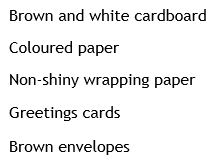 Brown and white cardboard
Coloured paper
Non-shiny wrapping paper
Greetings cards
Brown envelopes